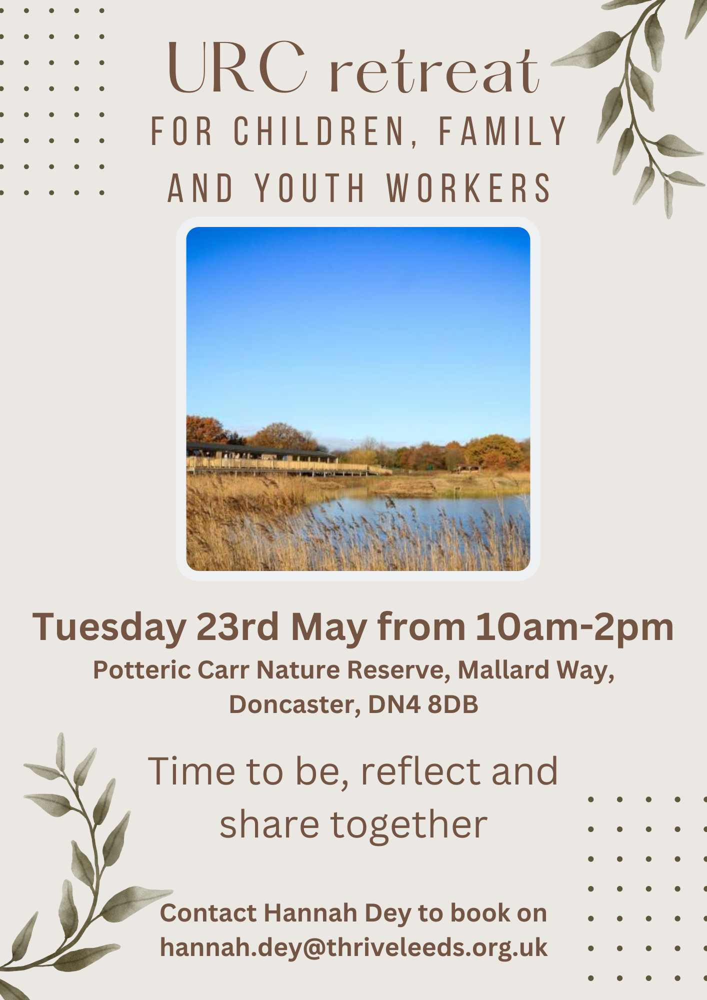 URC retreat
FOR CHILDREN, FAMILY
AND YOUTH WORKERS
Tuesday 23rd May from 10am-2pm
Potteric Carr Nature Reserve, Mallard Way,
Doncaster, DN4 8DB
Time to be, reflect and
share together
Contact Hannah Dey to book on
hannah.dey@thriveleeds.org.uk